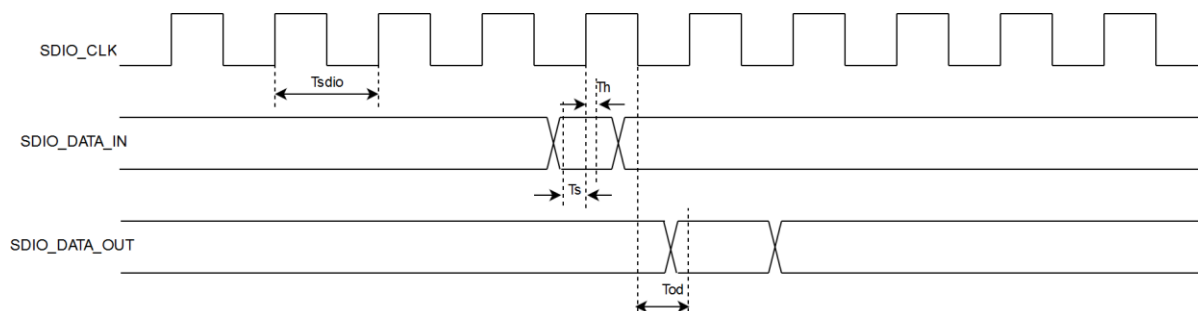 SDIO_CLK
Tsdio
Th
SDIO_DATA_IN
Ts
SDIO_DATA_OUT
Tod